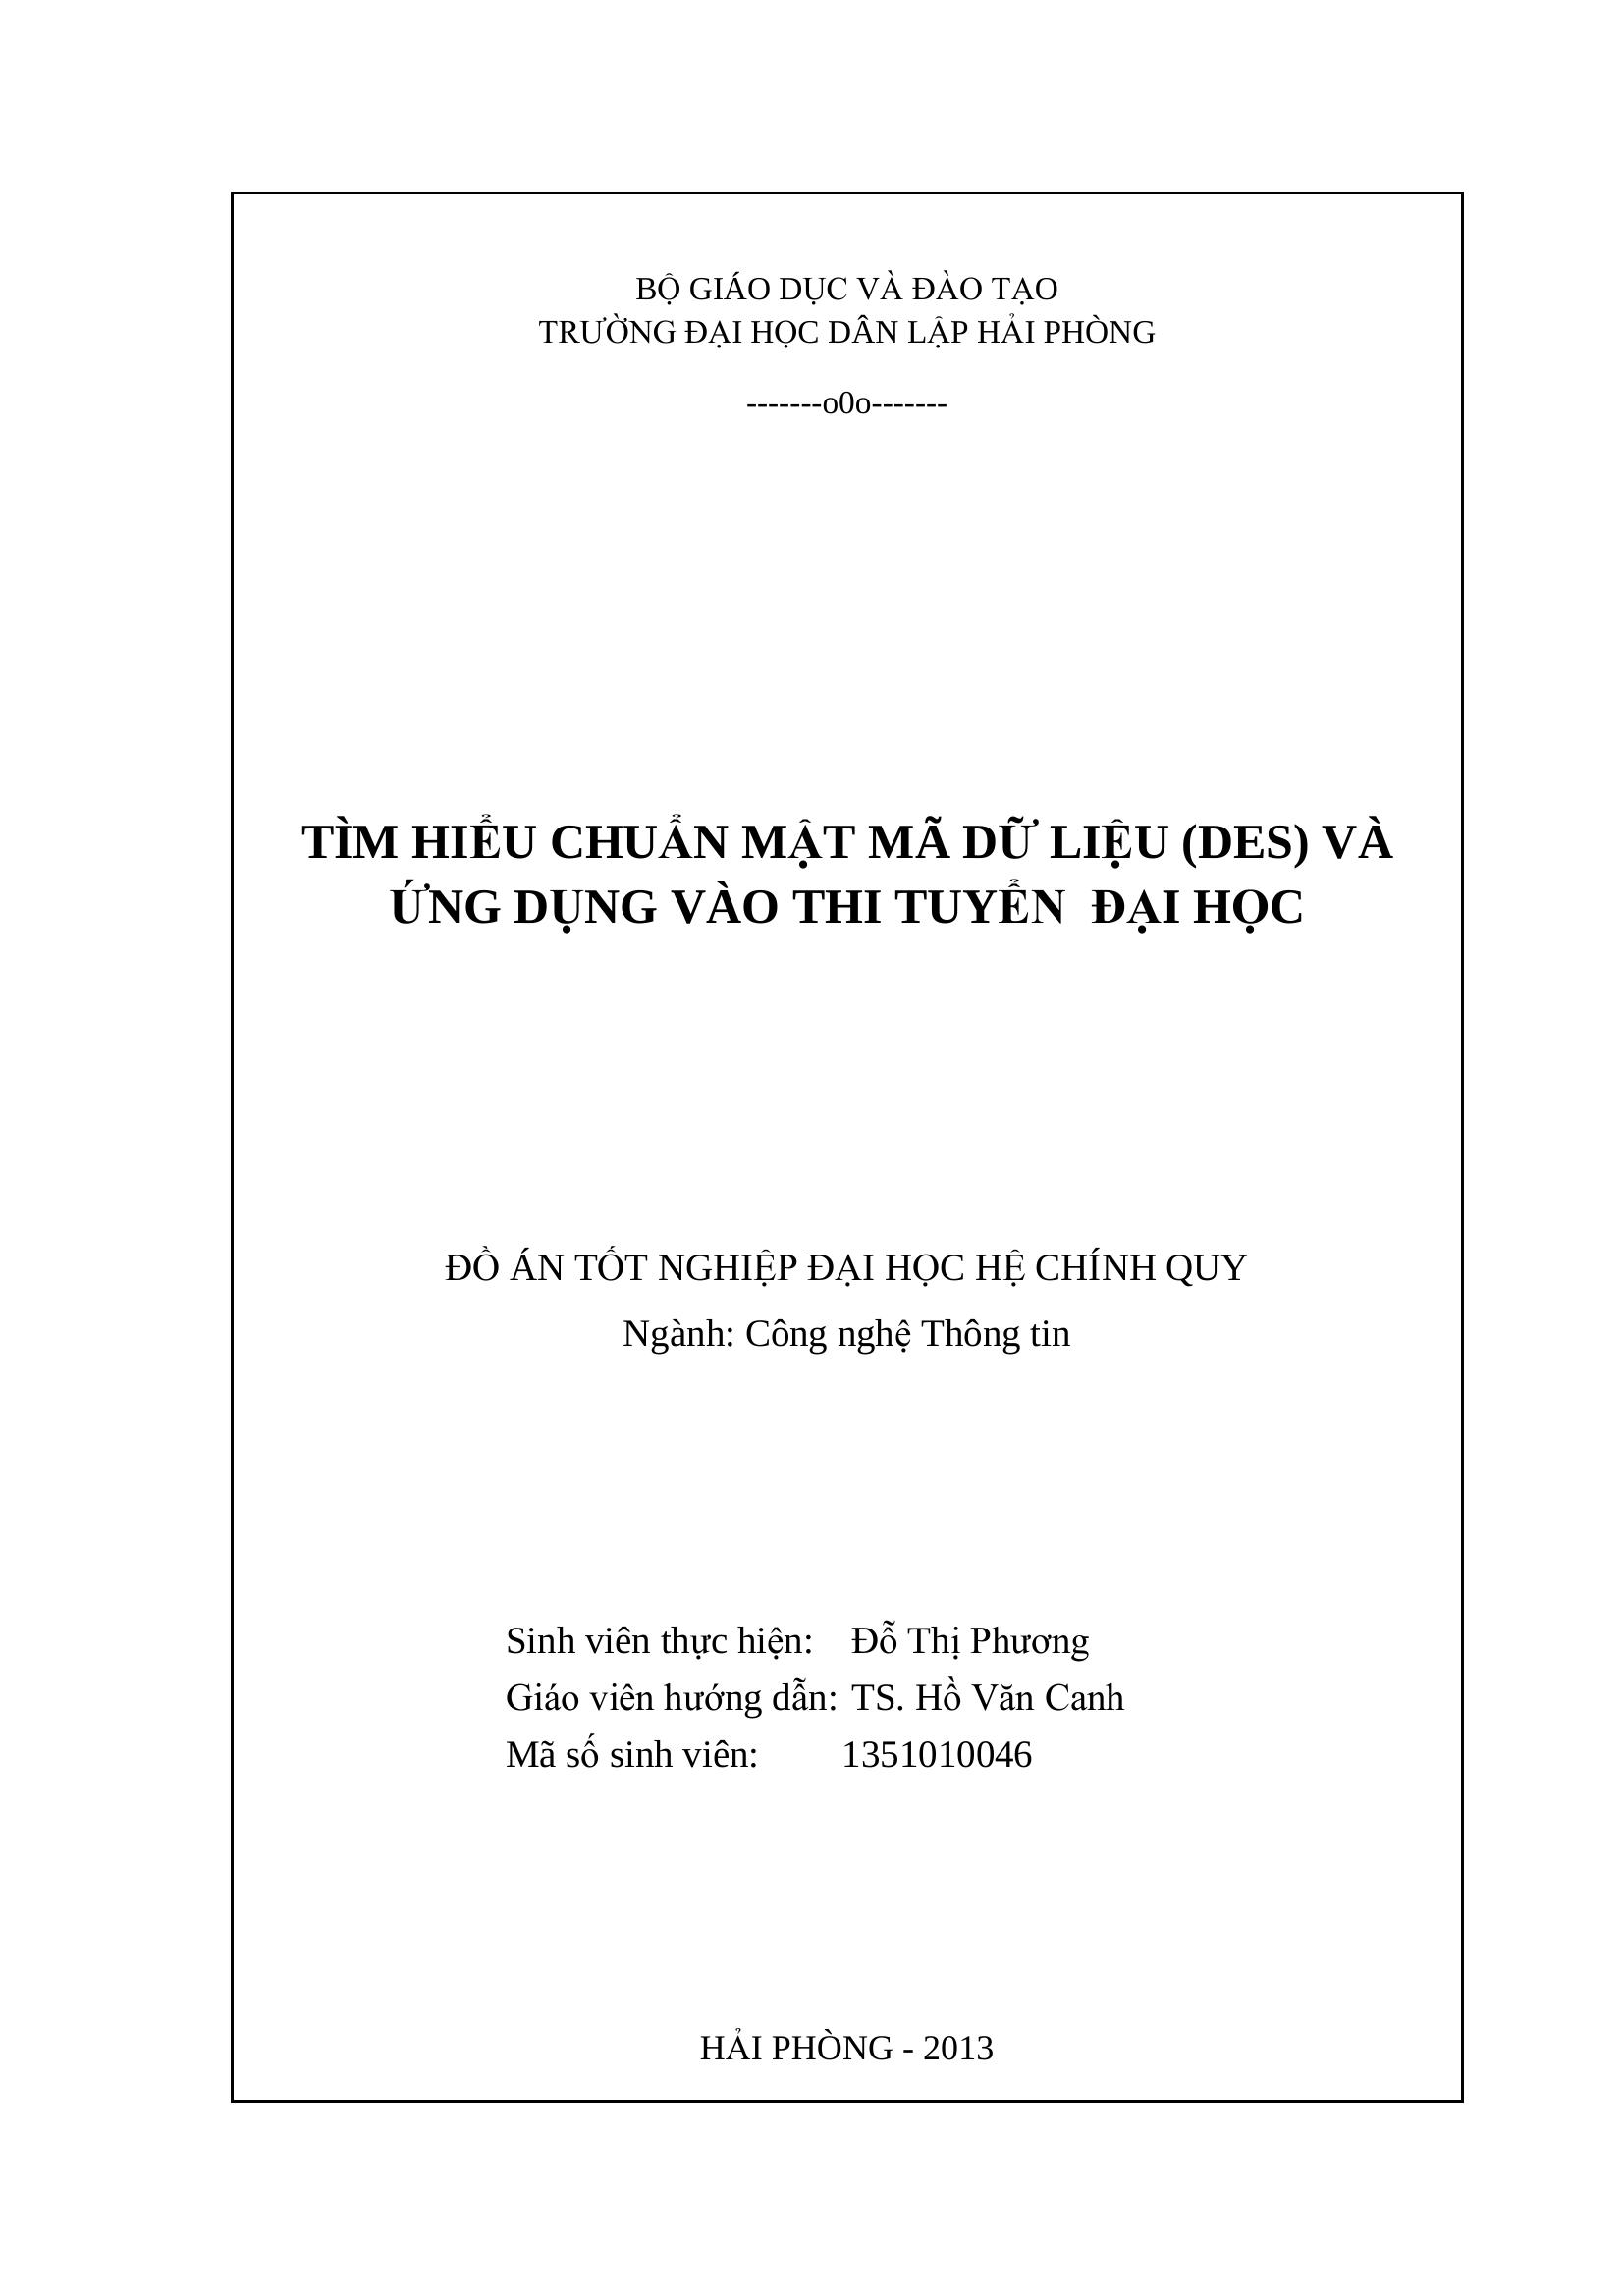 BỘ GIÁO DỤC VÀ ĐÀO TẠO
TRƯỜNG ĐẠI HỌC DÂN LẬP HẢI PHÒNG
-------o0o-------
TÌM HIỂU CHUẨN MẬT MÃ DỮ LIỆU (DES) VÀ
ỨNG DỤNG VÀO THI TUYỂN ĐẠI HỌC
ĐỒ ÁN TỐT NGHIỆP ĐẠI HỌC HỆ CHÍNH QUY
Ngành: Công nghệ Thông tin
Sinh viên thực hiện: Đỗ Thị Phương
Giáo viên hướng dẫn: TS. Hồ Văn Canh
Mã số sinh viên: 1351010046
HẢI PHÒNG - 2013